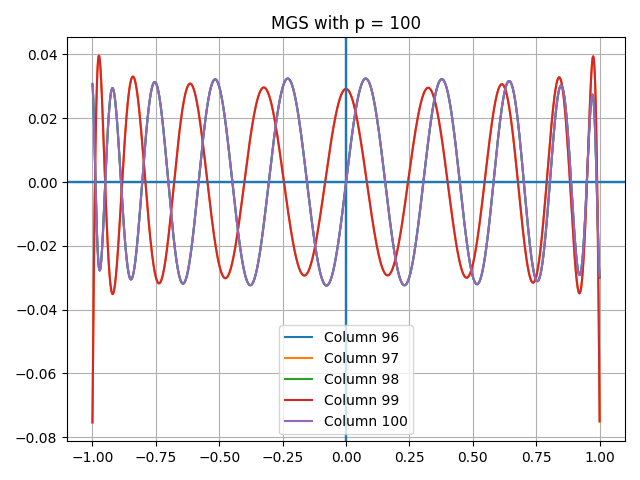 MGS with p = 100
0.04
0.02
0.00
−0.02
−0.04
−0.06
−0.08
Column 96
Column 97
Column 98
Column 99
Column 100
−1.00 −0.75 −0.50 −0.25 0.00 0.25 0.50 0.75 1.00